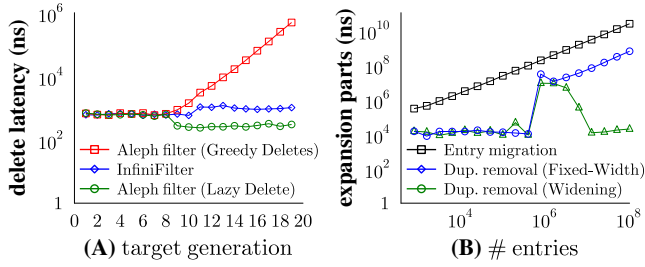 delete latency (ns)
10^6
10^4
10^2
1
Aleph filter (Greedy Deletes)
InfiniFilter
Aleph filter (Lazy Delete)
0 2 4 6 8 10 12 14 16 18 20
(A) target generation
expansion parts (ns)
10^10
10^8
10^6
10^4
10^2
1
Entry migration
Dup. removal (Fixed-Width)
Dup. removal (Widening)
10^4 10^6 10^8
(B) # entries